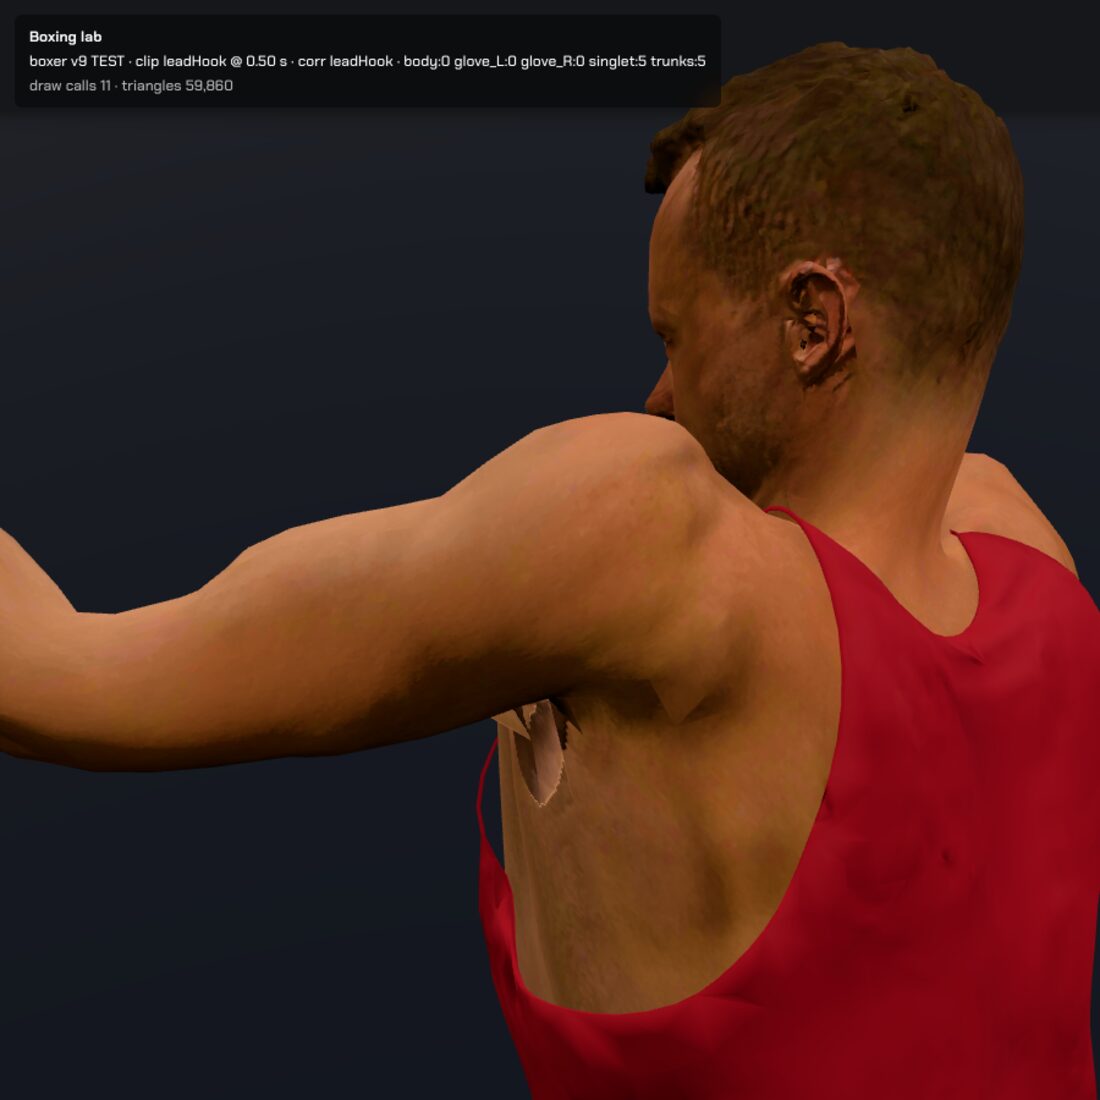 Boxing lab
boxer v9 TEST · clip leadHook @ 0.50 s · corr leadHook · body:0 glove_L:0 glove_R:0 singlet:5 trunks:5
draw calls 11 · triangles 59,860